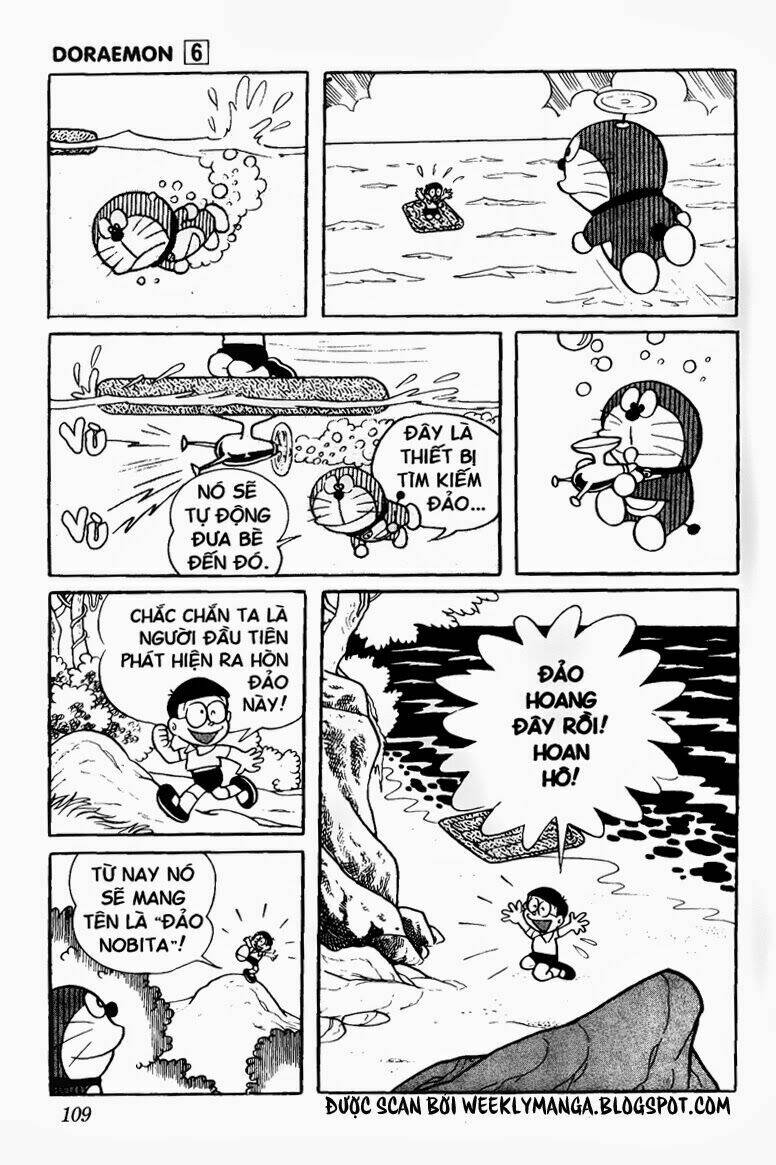 DORAEMON 6
ĐÂY LÀ
THIẾT BỊ
TÌM KIẾM
ĐẢO...
NÓ SẼ
TỰ ĐỘNG
ĐƯA BÈ
ĐẾN ĐÓ.
VÙ
VÙ
ĐẢO
HOANG
ĐÂY RỒI!
HOAN
HÔ!
CHẮC CHẮN TA LÀ
NGƯỜI ĐẦU TIÊN
PHÁT HIỆN RA HÒN
ĐẢO
NÀY!
TỪ NAY NÓ
SẼ MANG
TÊN LÀ "ĐẢO
NOBITA"!
109
ĐƯỢC SCAN BỞI WEEKLYMANGA.BLOGSPOT.COM